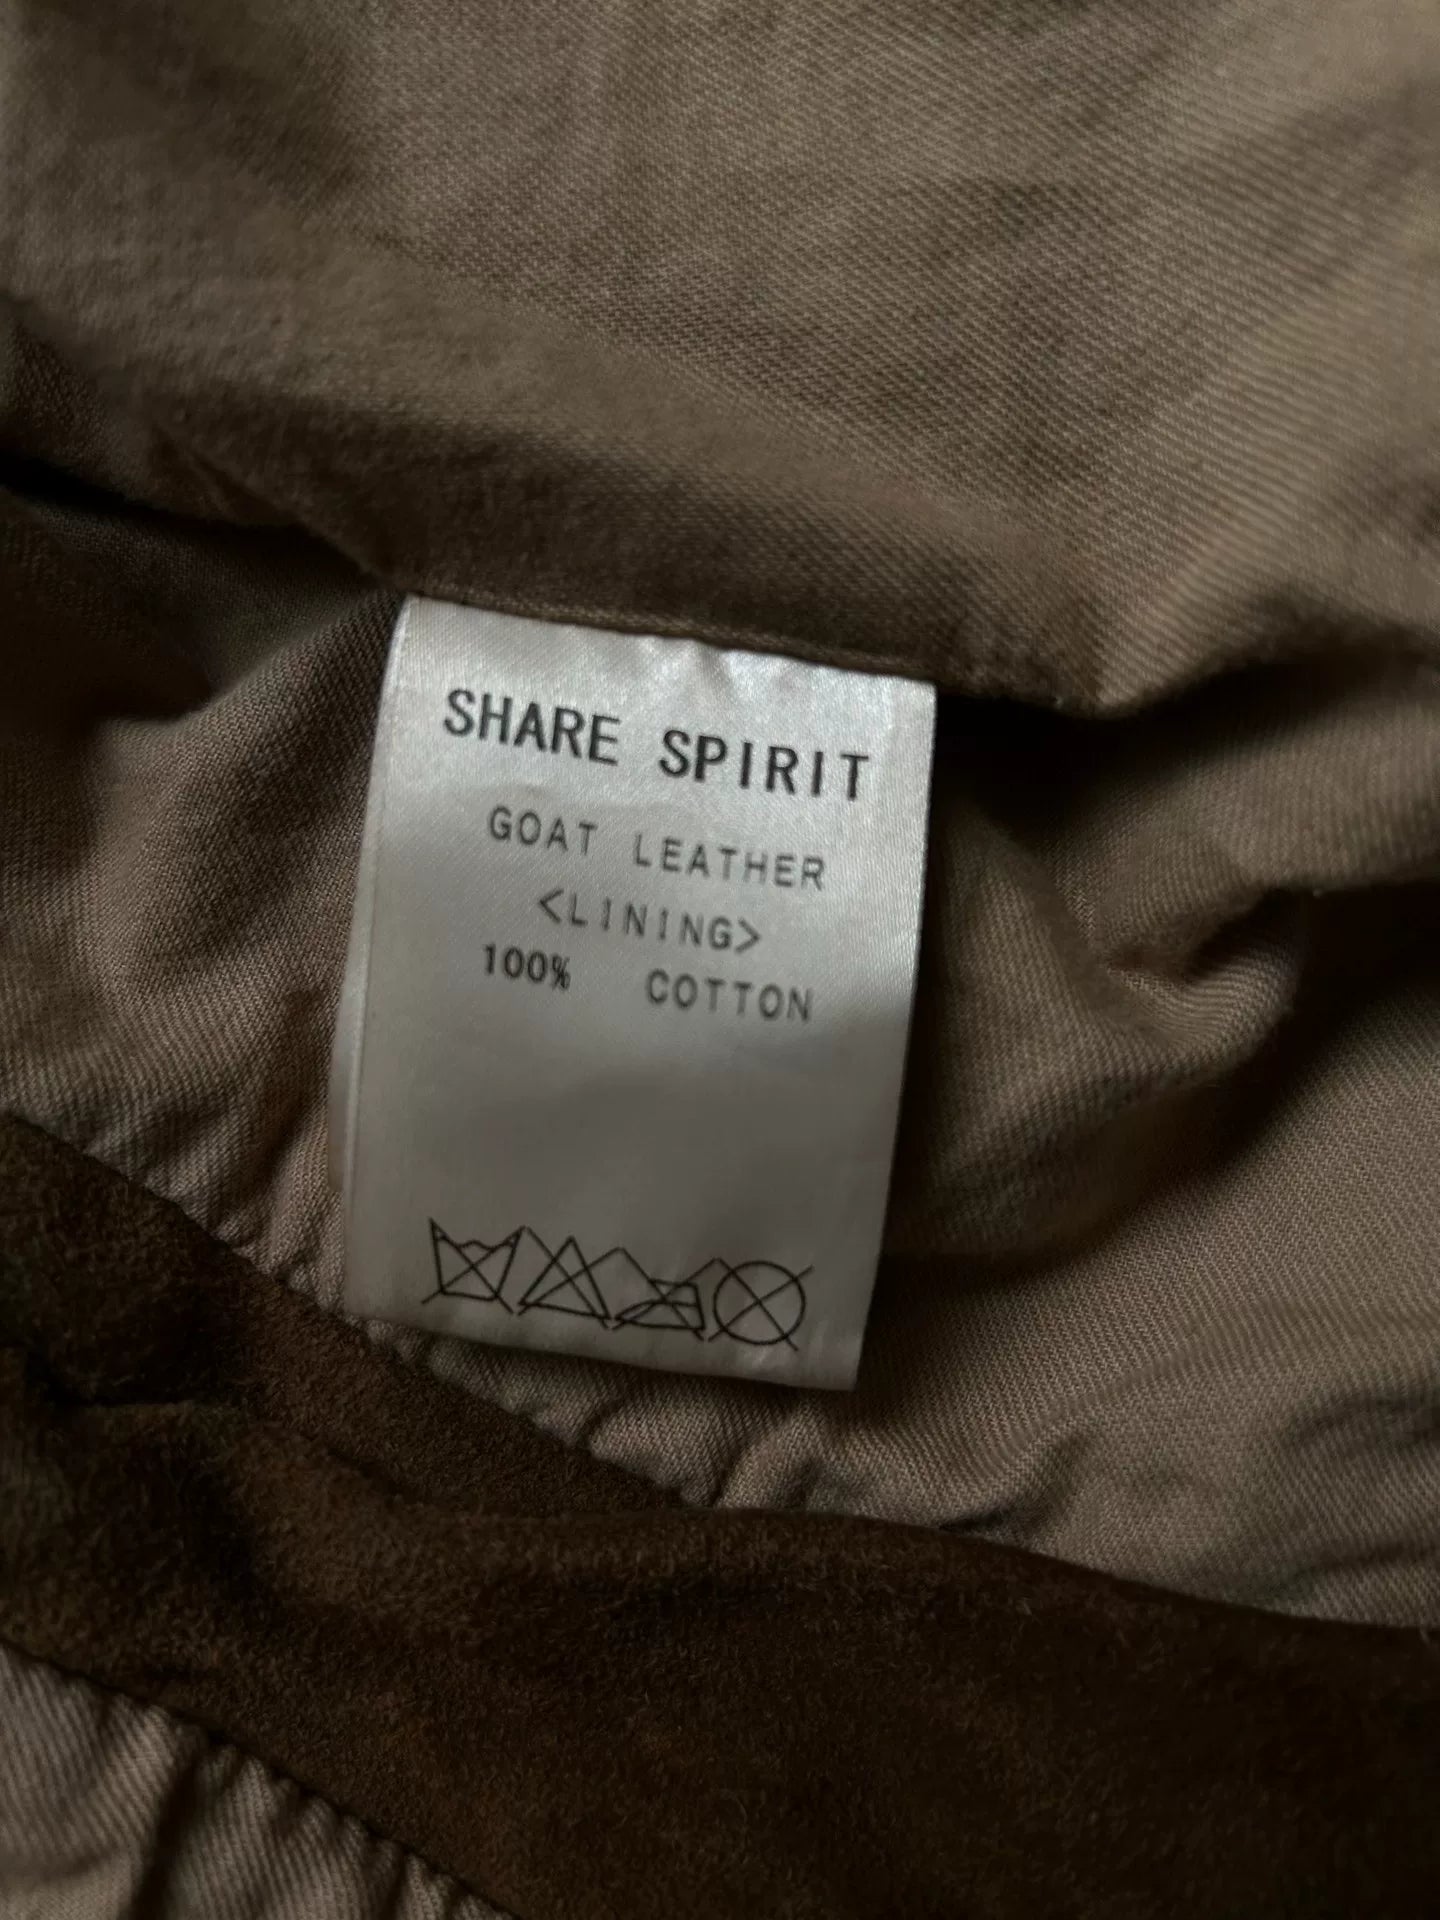 SHARE SPIRIT
GOAT LEATHER
<LINING>
100% COTTON